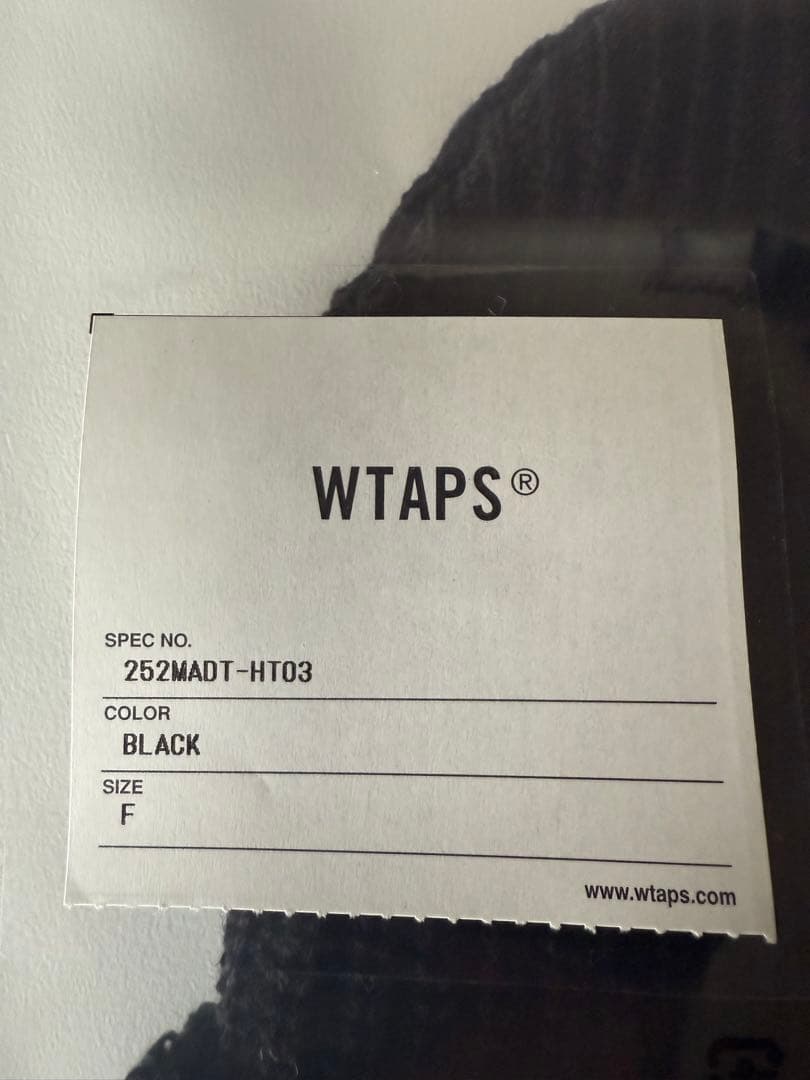 WTAPS®
SPEC NO.
252MADT-HT03
COLOR
BLACK
SIZE
F
www.wtaps.com